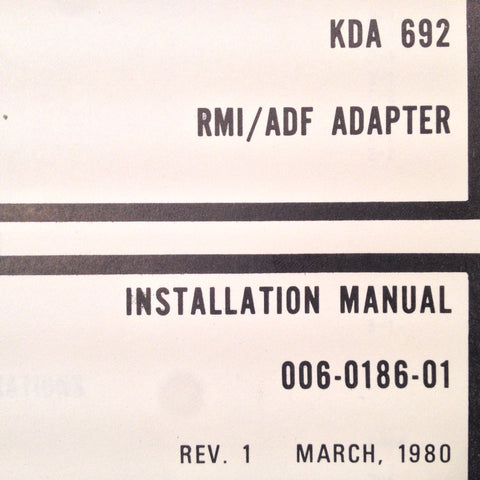 KDA 692
RMI/ADF ADAPTER
INSTALLATION MANUAL
006-0186-01
REV. 1 MARCH, 1980